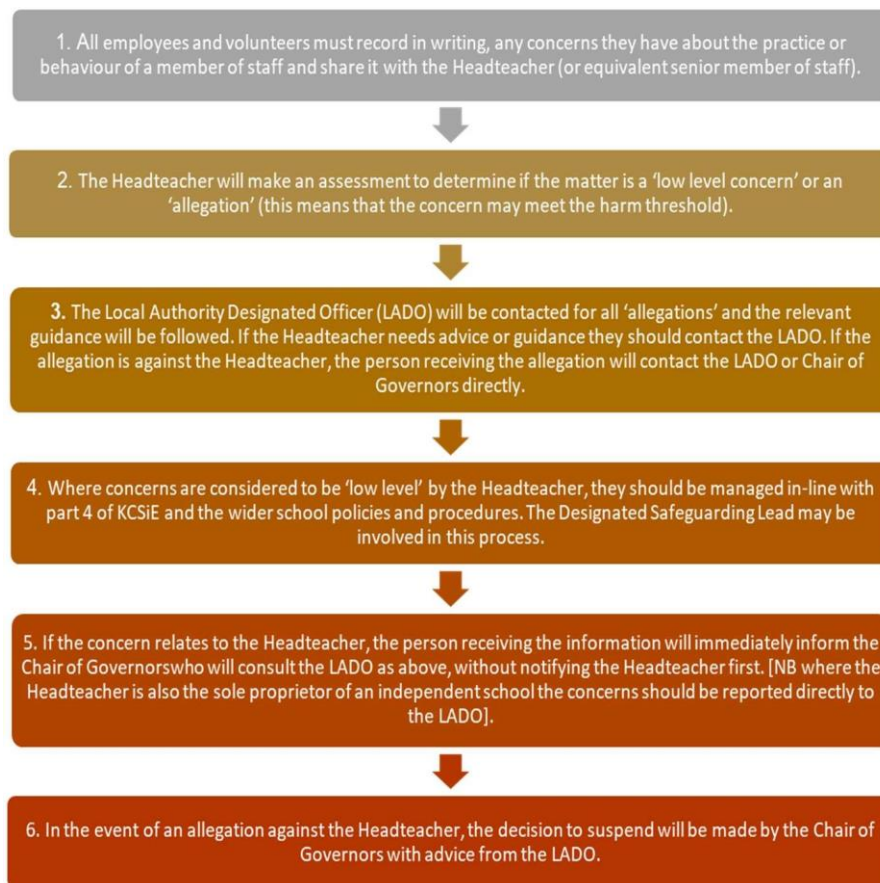 1. All employees and volunteers must record in writing, any concerns they have about the practice or
behaviour of a member of staff and share it with the Headteacher (or equivalent senior member of staff).
2. The Headteacher will make an assessment to determine if the matter is a ‘low level concern’ or an
‘allegation’ (this means that the concern may meet the harm threshold).
3. The Local Authority Designated Officer (LADO) will be contacted for all ‘allegations’ and the relevant
guidance will be followed. If the Headteacher needs advice or guidance they should contact the LADO. If the
allegation is against the Headteacher, the person receiving the allegation will contact the LADO or Chair of
Governors directly.
4. Where concerns are considered to be ‘low level’ by the Headteacher, they should be managed in-line with
part 4 of KCSiE and the wider school policies and procedures. The Designated Safeguarding Lead may be
involved in this process.
5. If the concern relates to the Headteacher, the person receiving the information will immediately inform the
Chair of Governorswho will consult the LADO as above, without notifying the Headteacher first. [NB where the
Headteacher is also the sole proprietor of an independent school the concerns should be reported directly to
the LADO].
6. In the event of an allegation against the Headteacher, the decision to suspend will be made by the Chair of
Governors with advice from the LADO.